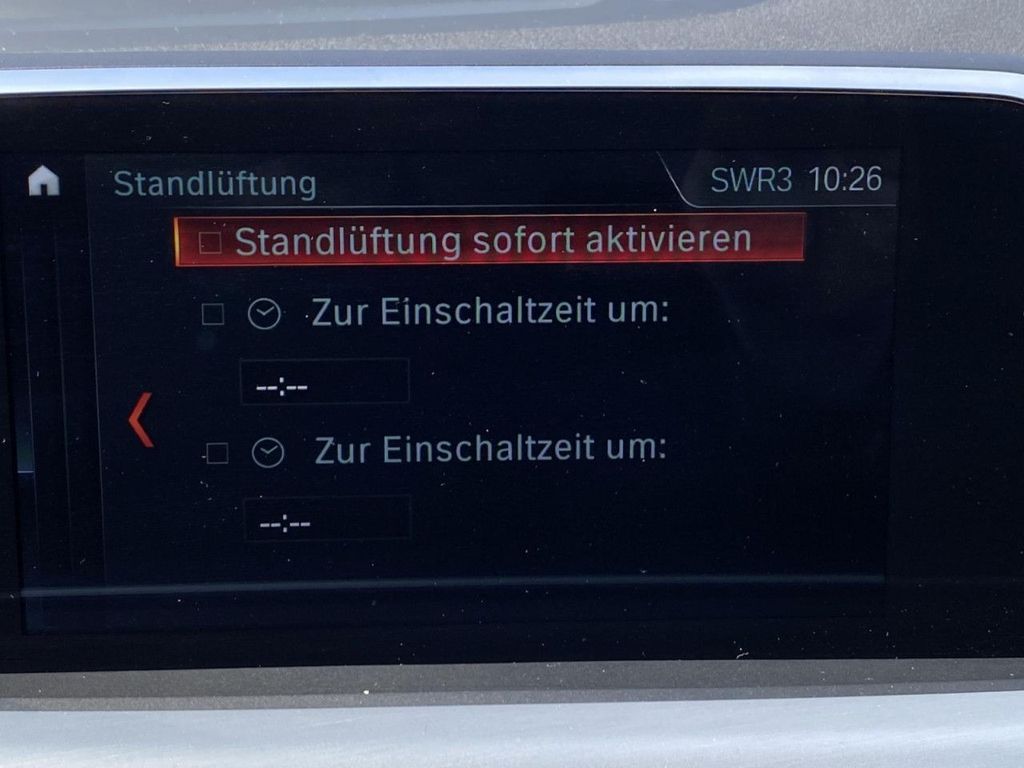 Standlüftung
SWR3 10:26
Standlüftung sofort aktivieren
Zur Einschaltzeit um:
--:--
Zur Einschaltzeit um:
--:--